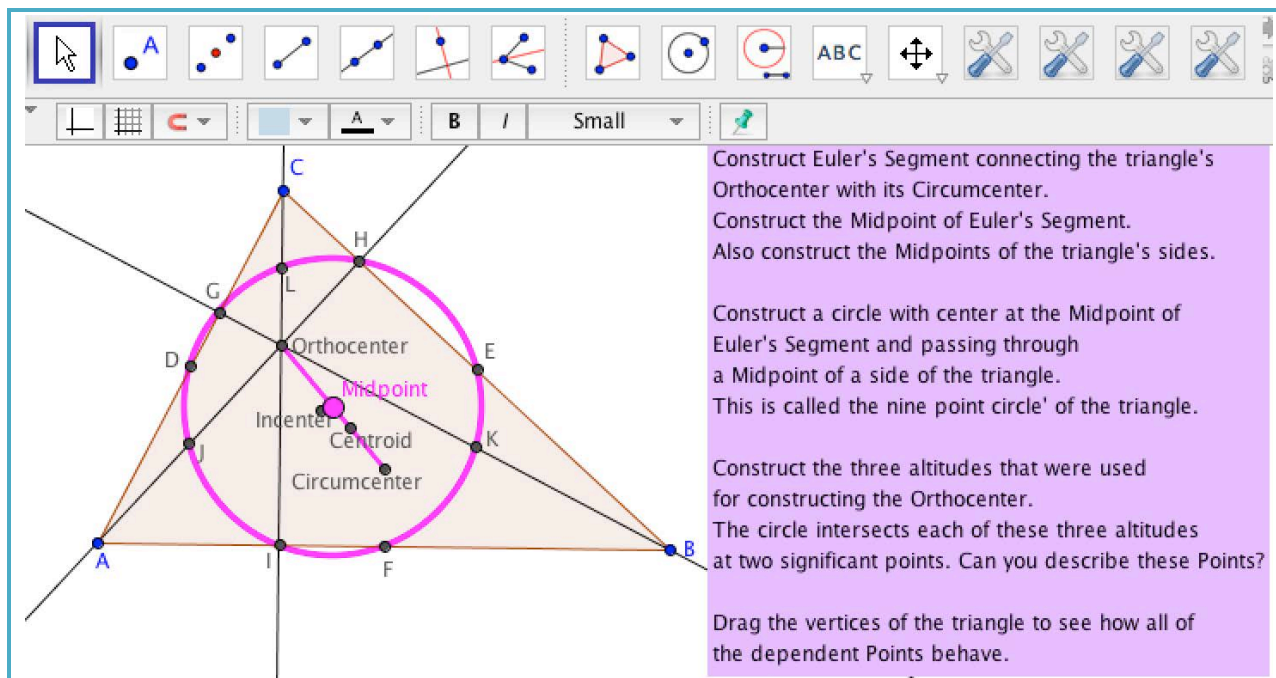 A
ABC
A
B
I
Small
C
H
G
L
Orthocenter
D
E
Midpoint
Incenter
Centroid
J
K
Circumcenter
A
I
F
B
Construct Euler's Segment connecting the triangle's
Orthocenter with its Circumcenter.
Construct the Midpoint of Euler's Segment.
Also construct the Midpoints of the triangle's sides.
Construct a circle with center at the Midpoint of
Euler's Segment and passing through
a Midpoint of a side of the triangle.
This is called the nine point circle' of the triangle.
Construct the three altitudes that were used
for constructing the Orthocenter.
The circle intersects each of these three altitudes
at two significant points. Can you describe these Points?
Drag the vertices of the triangle to see how all of
the dependent Points behave.